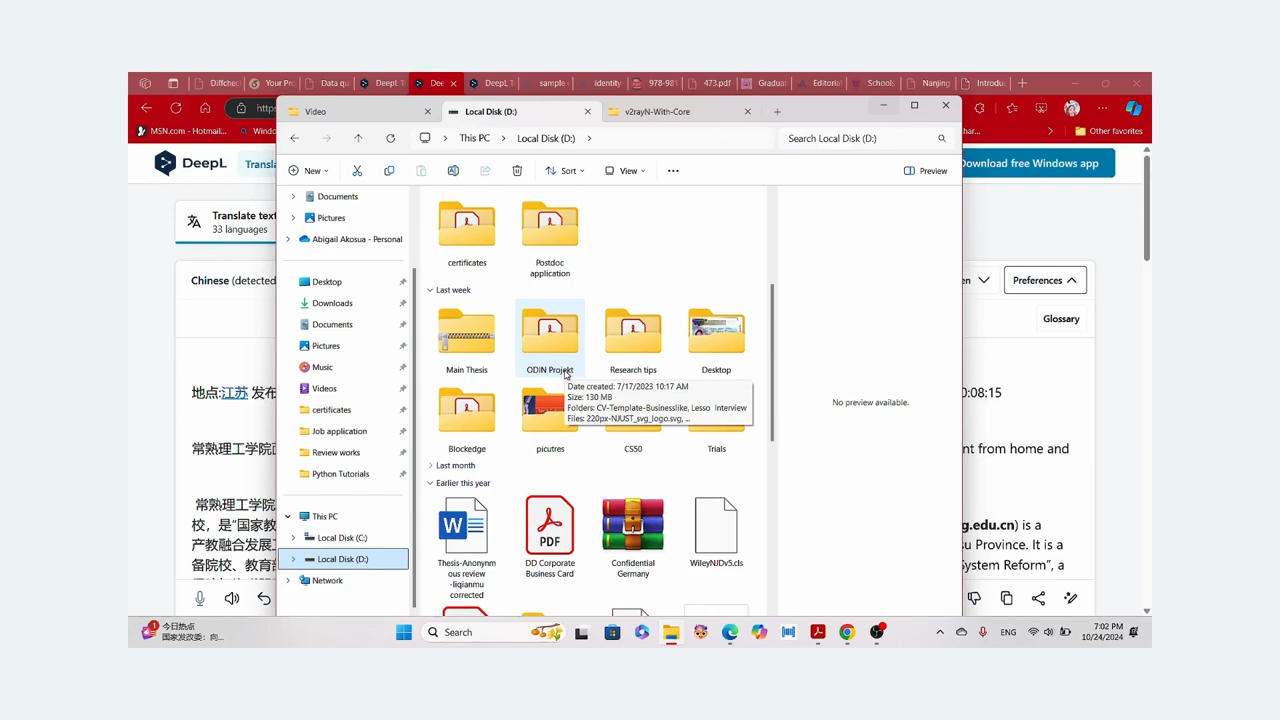 Diffchec
Your Pr
Data qu
DeepL T
Dee
DeepL T
sample
identity
978-981
473.pdf
Gradua
Editorial
Schools
Nanjing
Introdu
Video
Local Disk (D:)
v2rayN-With-Core
https
MSN.com - Hotmail...
Windo
Other favorites
This PC
Local Disk (D:)
Search Local Disk (D:)
DeepL
Transla
Download free Windows app
New
Sort
View
Preview
Translate text
33 languages
Documents
Pictures
Abigail Akosua - Personal
certificates
Postdoc
application
Chinese (detected
Preferences
Glossary
Desktop
Downloads
Documents
Pictures
Music
Videos
certificates
Job application
Review works
Python Tutorials
This PC
Local Disk (C:)
Local Disk (D:)
Network
Last week
Main Thesis
ODIN Projekt
Research tips
Desktop
Date created: 7/17/2023 10:17 AM
Size: 130 MB
Folders: CV-Template-Businesslike, Lesso Interview
Files: 220px-NJUST_svg_logo.svg, ...
Blockedge
picutres
CS50
Trials
Last month
Earlier this year
Thesis-Anonynm
ous review
-liqianmu
corrected
PDF
DD Corporate
Business Card
Confidential
Germany
WileyNJDv5.cls
No preview available.
地点:江苏 发布
0:08:15
常熟理工学院
nt from home and
常熟理工学院
校，是“国家教
产教融合发展
备院校、教育部
g.edu.cn) is a
su Province. It is a
System Reform”, a
今日热点
国家发改委：向...
Search
ENG
7:02 PM
10/24/2024